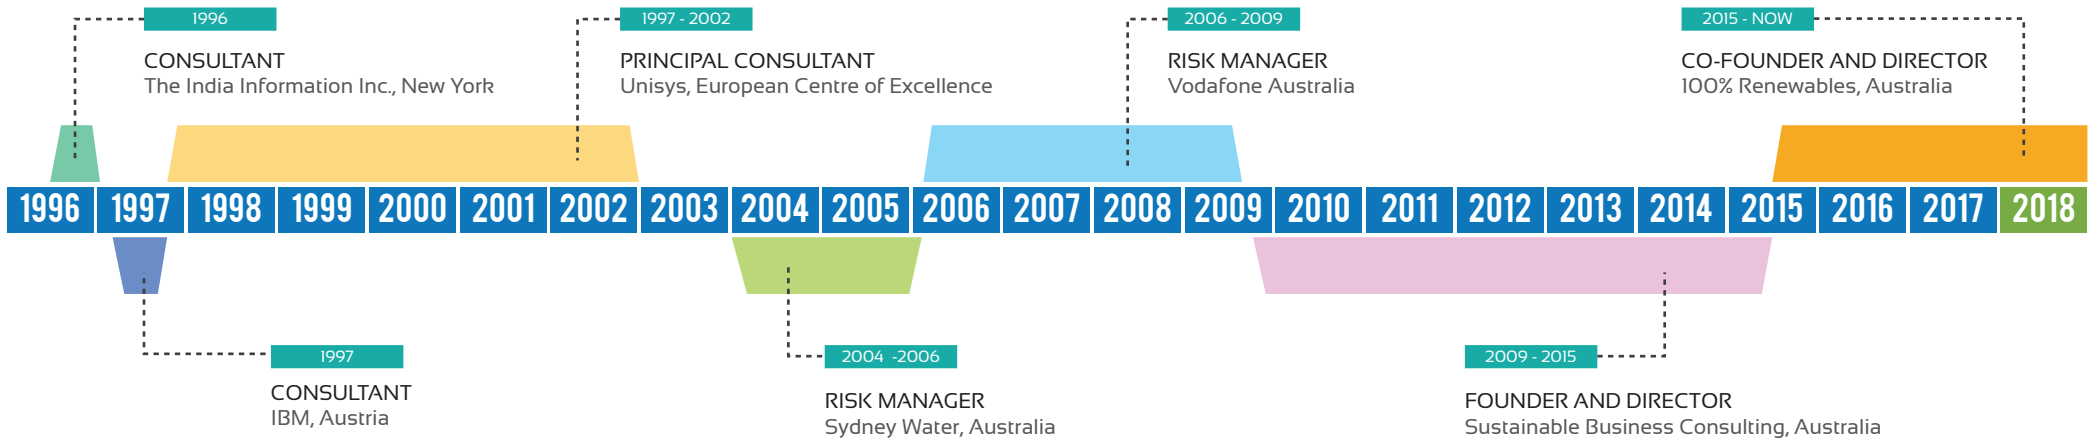 1996
CONSULTANT
The India Information Inc., New York
1997 - 2002
PRINCIPAL CONSULTANT
Unisys, European Centre of Excellence
2006 - 2009
RISK MANAGER
Vodafone Australia
2015 - NOW
CO-FOUNDER AND DIRECTOR
100% Renewables, Australia
1996 1997 1998 1999 2000 2001 2002 2003 2004 2005 2006 2007 2008 2009 2010 2011 2012 2013 2014 2015 2016 2017 2018
1997
CONSULTANT
IBM, Austria
2004 -2006
RISK MANAGER
Sydney Water, Australia
2009 - 2015
FOUNDER AND DIRECTOR
Sustainable Business Consulting, Australia